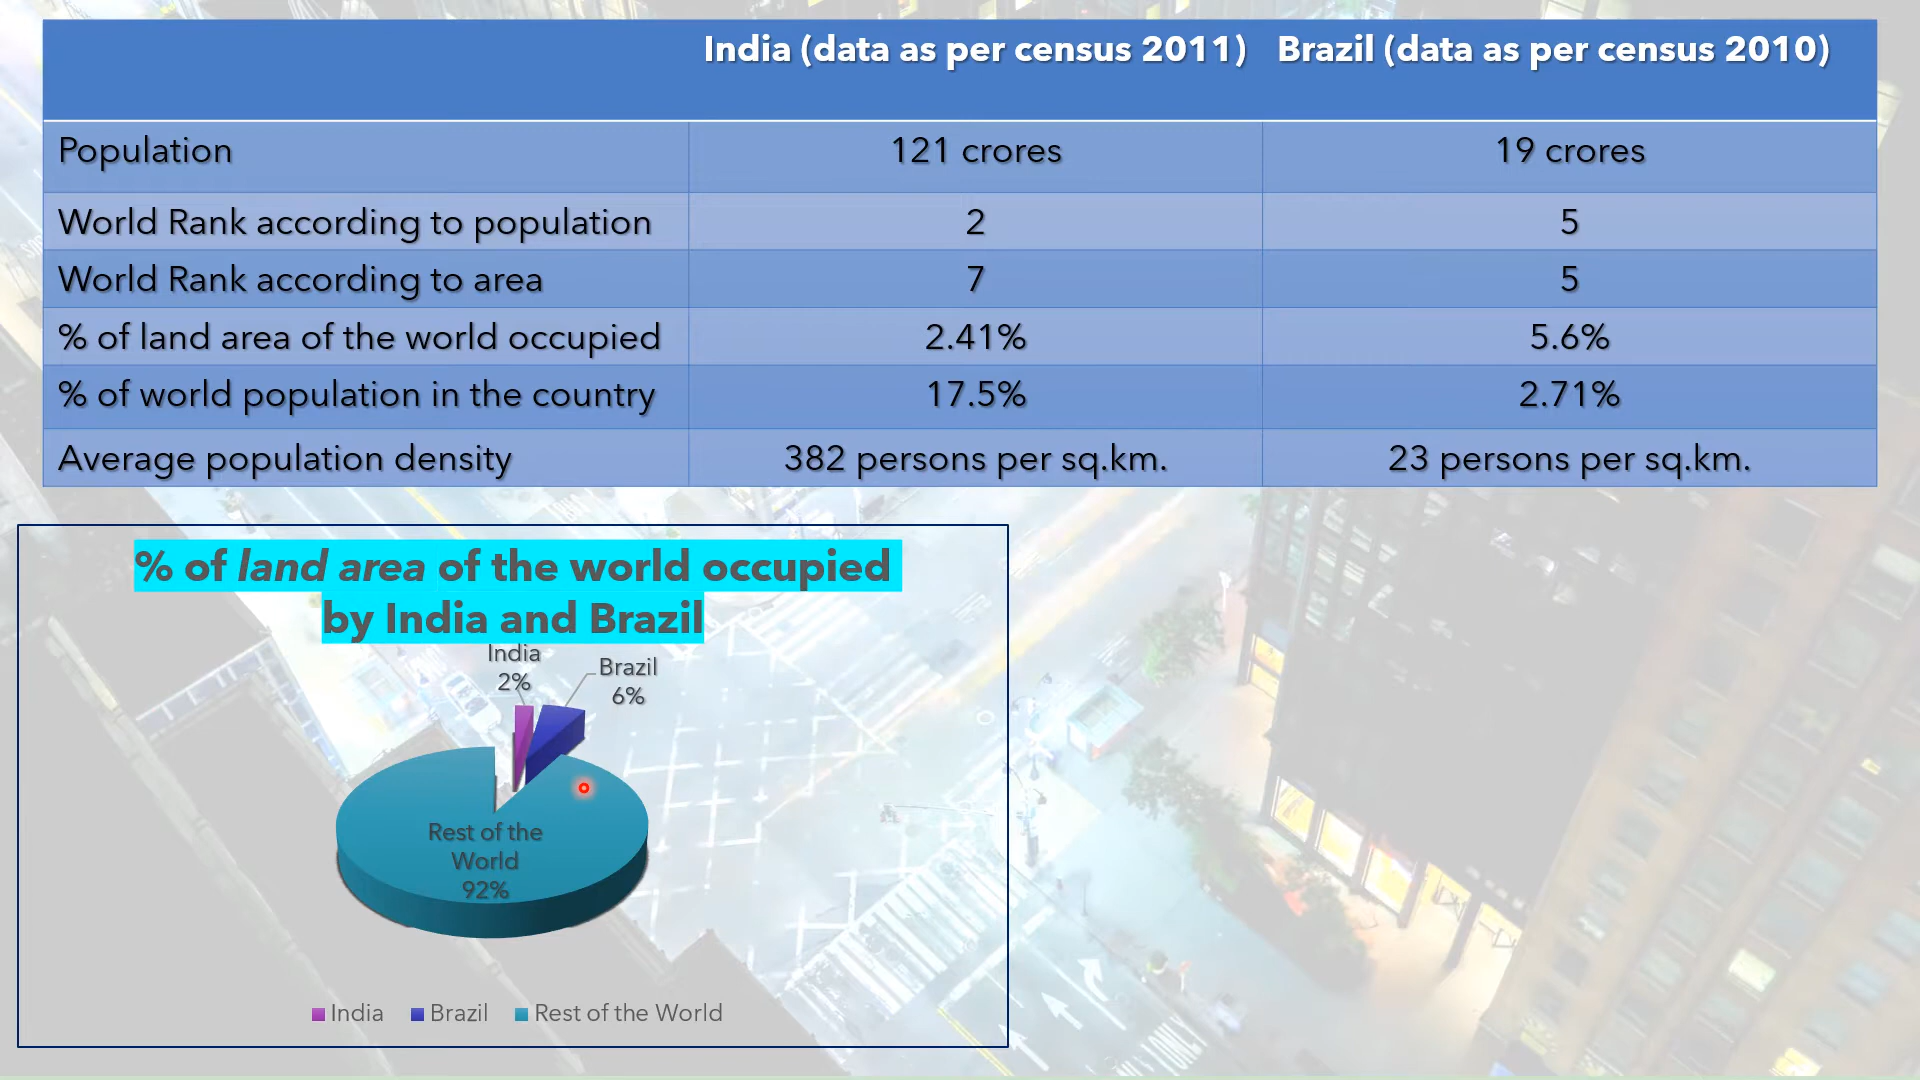 India (data as per census 2011) Brazil (data as per census 2010)
Population 121 crores 19 crores
World Rank according to population 2 5
World Rank according to area 7 5
% of land area of the world occupied 2.41% 5.6%
% of world population in the country 17.5% 2.71%
Average population density 382 persons per sq.km. 23 persons per sq.km.
% of land area of the world occupied
by India and Brazil
India
2%
Brazil
6%
Rest of the
World
92%
India Brazil Rest of the World